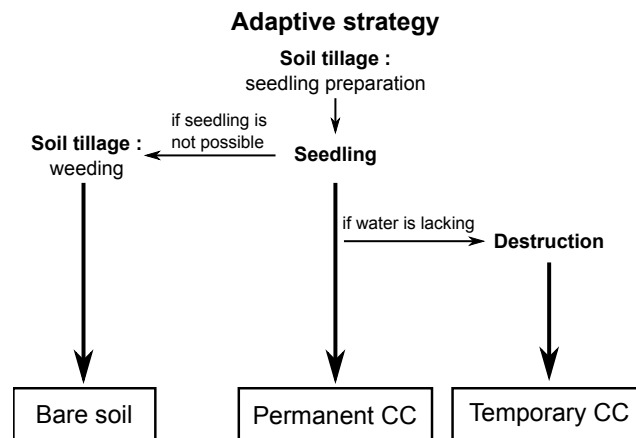 Adaptive strategy
Soil tillage :
seedling preparation
if seedling is
not possible
Soil tillage :
weeding
Seedling
if water is lacking
Destruction
Bare soil
Permanent CC
Temporary CC